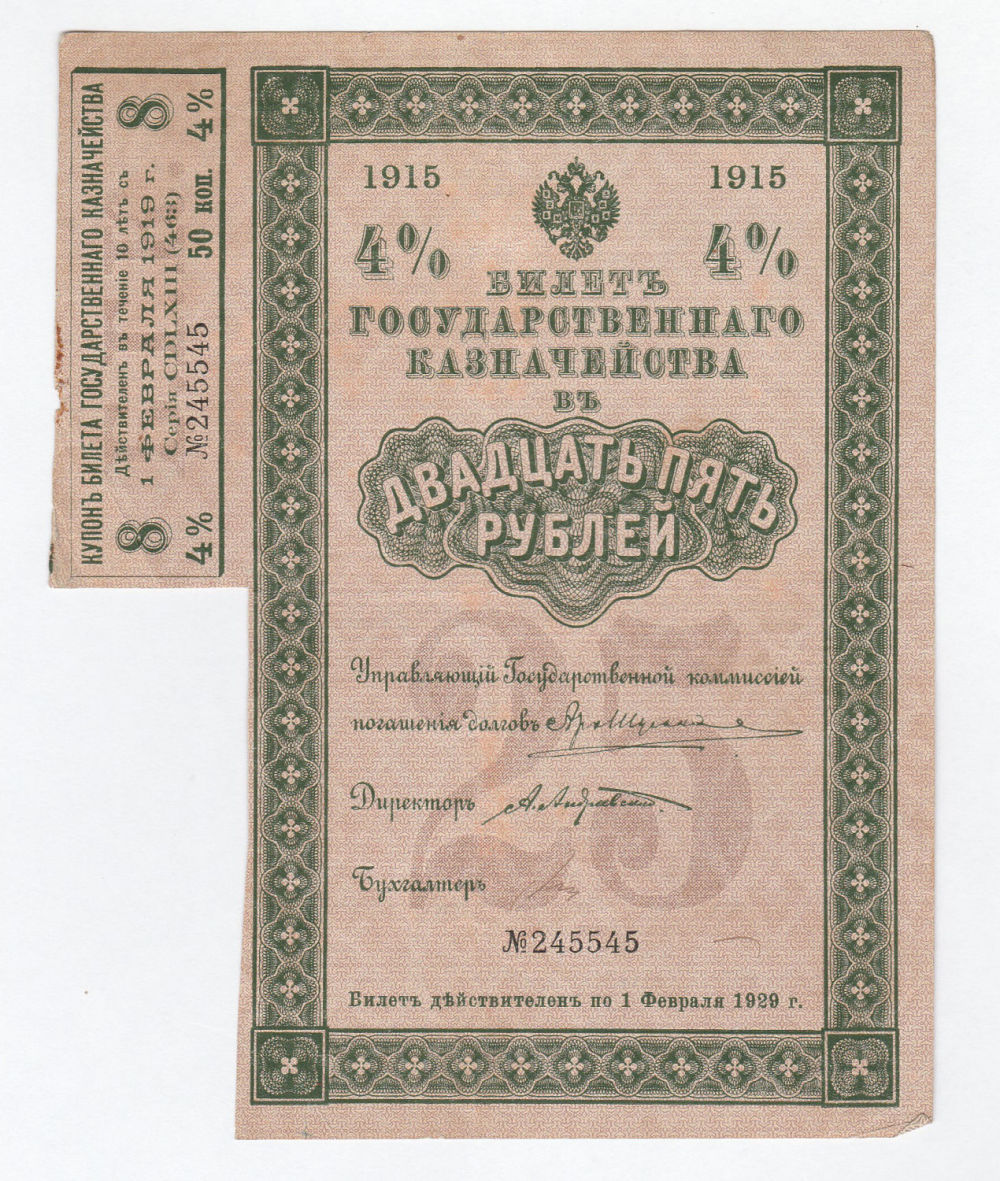 КУПОНЪ БИЛЕТА ГОСУДАРСТВЕННАГО КАЗНАЧЕЙСТВА
Дѣйствителенъ въ теченіе 10 лѣтъ съ
8 1 ФЕВРАЛЯ 1919 г. 8
Серія CDLXIII (463)
№245545
4% 50 коп. 4%
1915 1915
4% 4%
БИЛЕТЪ
ГОСУДАРСТВЕННАГО
КАЗНАЧЕЙСТВА
ВЪ
ДВАДЦАТЬ ПЯТЬ
РУБЛЕЙ
25
Управляющій Государственной коммиссіей
погашенія долговъ
Директоръ
Бухгалтеръ
№245545
Билетъ дѣйствителенъ по 1 Февраля 1929 г.